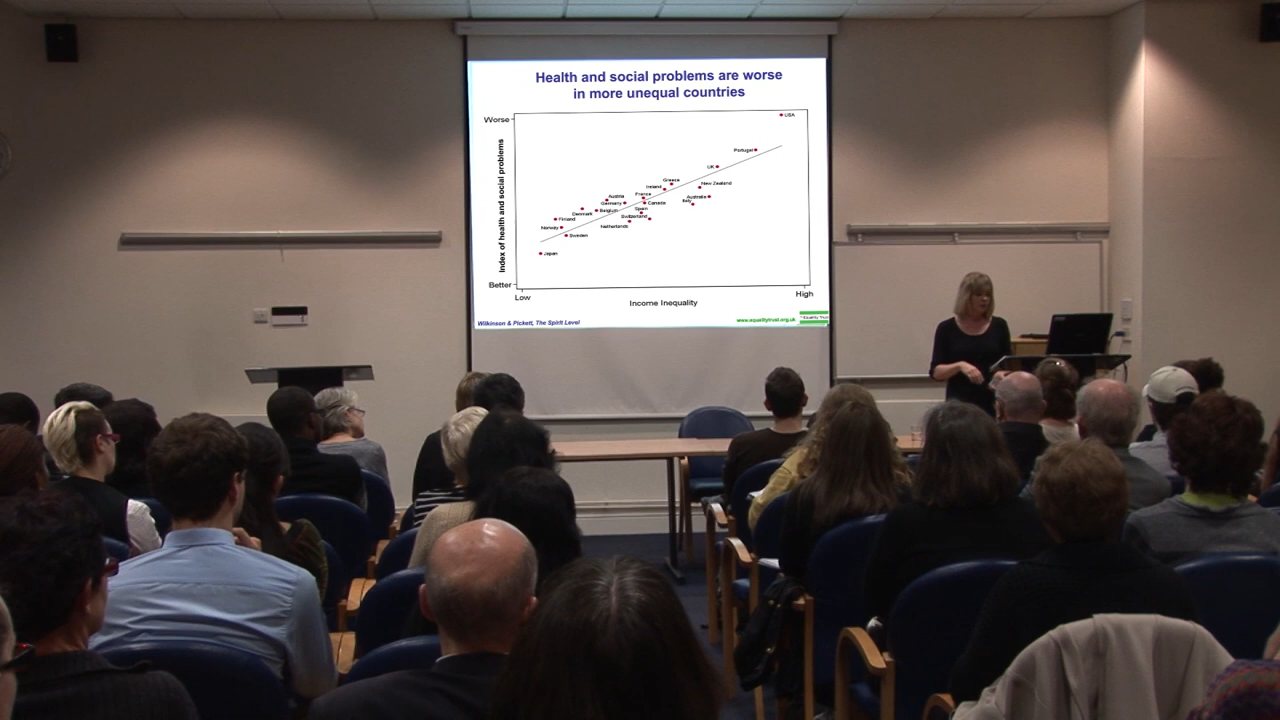 Health and social problems are worse
in more unequal countries
Worse
USA
Portugal
UK
Greece
Ireland
New Zealand
Austria
France
Australia
Germany
Canada
Italy
Denmark
Belgium
Spain
Finland
Switzerland
Norway
Netherlands
Sweden
Japan
Index of health and social problems
Better
Low
High
Income Inequality
Wilkinson & Pickett, The Spirit Level
www.equalitytrust.org.uk
Equality Trust